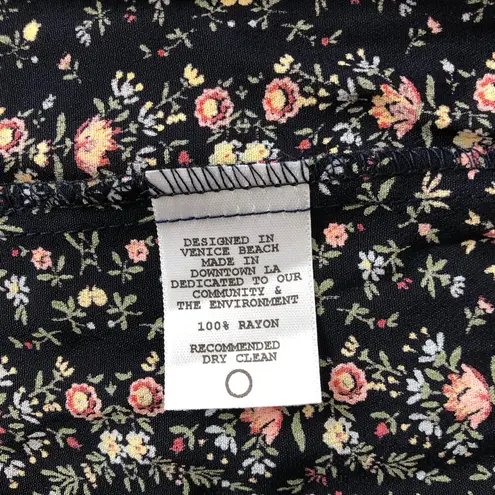 DESIGNED IN
VENICE BEACH
MADE IN
DOWNTOWN LA
DEDICATED TO OUR
COMMUNITY &
THE ENVIRONMENT
100% RAYON
RECOMMENDED
DRY CLEAN